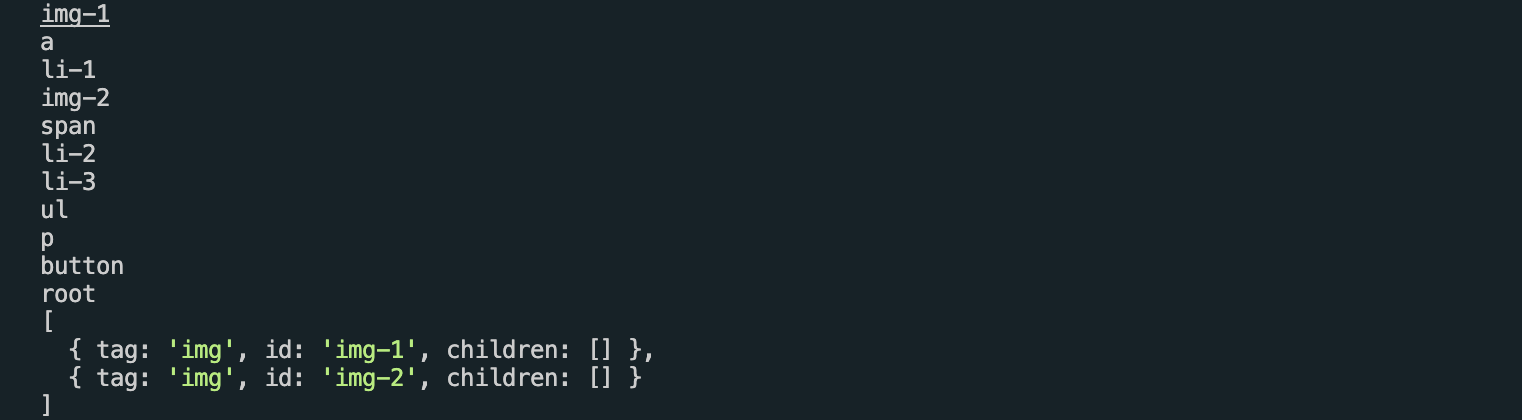 img-1
a
li-1
img-2
span
li-2
li-3
ul
p
button
root
[
  { tag: 'img', id: 'img-1', children: [] },
  { tag: 'img', id: 'img-2', children: [] }
]